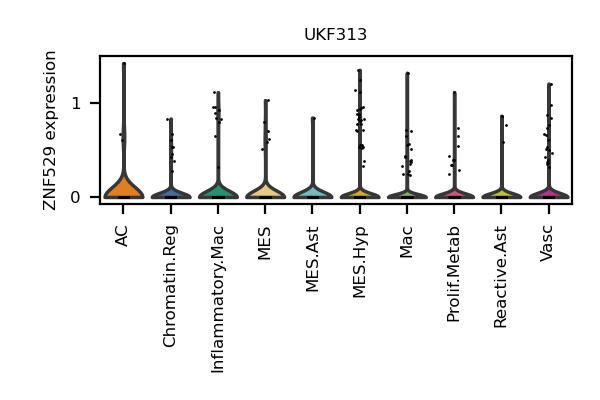 UKF313
ZNF529 expression
1
0
AC
Chromatin.Reg
Inflammatory.Mac
MES
MES.Ast
MES.Hyp
Mac
Prolif.Metab
Reactive.Ast
Vasc